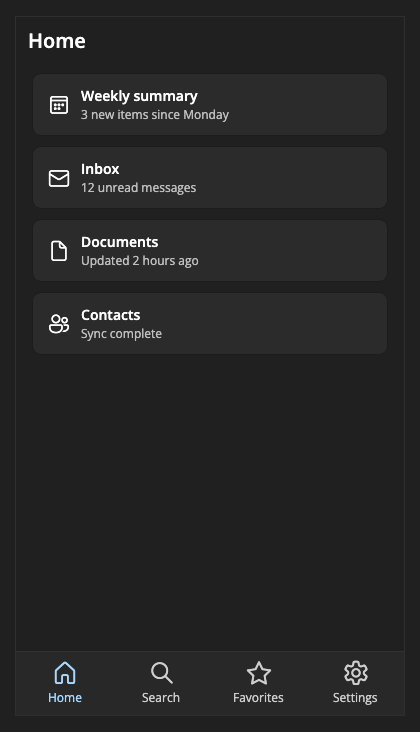 Home
Weekly summary
3 new items since Monday
Inbox
12 unread messages
Documents
Updated 2 hours ago
Contacts
Sync complete
Home
Search
Favorites
Settings